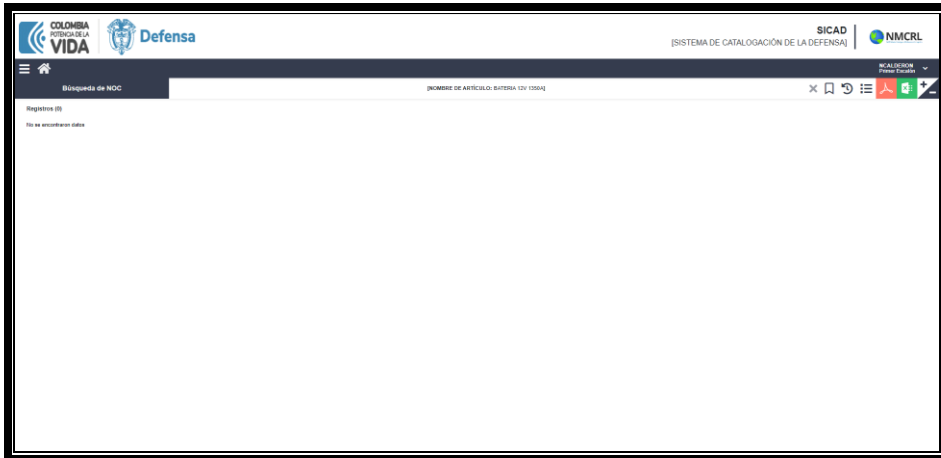 COLOMBIA
POTENCIA DE LA
VIDA
Defensa
SICAD
[SISTEMA DE CATALOGACIÓN DE LA DEFENSA]
NMCRL
NCALDERON
Primer Escalón
Búsqueda de NOC
[NOMBRE DE ARTÍCULO: BATERIA 12V 1350A]
Registros (0)
No se encontraron datos